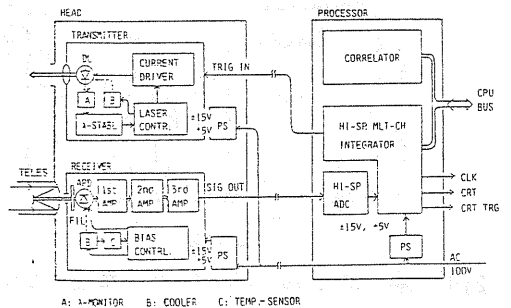 HEAD
TRANSMITTER
DL
CURRENT
DRIVER
TRIG IN
A
B
LASER
CONTR.
λ-STABL
±15V
+5V
PS
RECEIVER
TELES
APD
FIL
1st
AMP
2nd
AMP
3rd
AMP
SIG OUT
B
C
BIAS
CONTRL.
±15V
+5V
PS
PROCESSOR
CORRELATOR
CPU
BUS
HI-SP. MLT-CH
INTEGRATOR
HI-SP
ADC
CLK
CRT
CRT TRG
±15V, +5V
PS
AC
100V
A: λ-MONITOR B: COOLER C: TEMP.-SENSOR